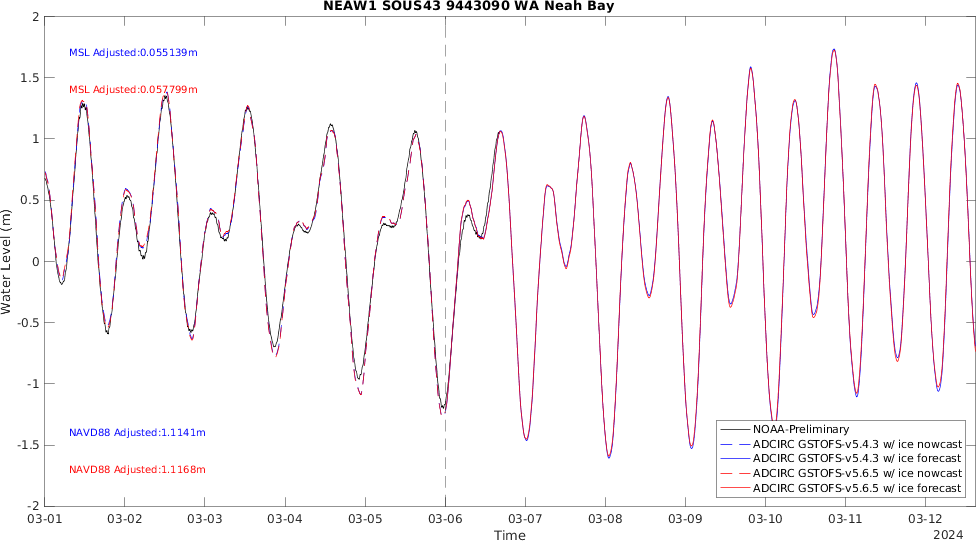 NEAW1 SOUS43 9443090 WA Neah Bay
2
1.5
1
0.5
0
-0.5
-1
-1.5
-2
Water Level (m)
MSL Adjusted:0.055139m
MSL Adjusted:0.057799m
NAVD88 Adjusted:1.1141m
NAVD88 Adjusted:1.1168m
NOAA-Preliminary
ADCIRC GSTOFS-v5.4.3 w/ ice nowcast
ADCIRC GSTOFS-v5.4.3 w/ ice forecast
ADCIRC GSTOFS-v5.6.5 w/ ice nowcast
ADCIRC GSTOFS-v5.6.5 w/ ice forecast
03-01 03-02 03-03 03-04 03-05 03-06 03-07 03-08 03-09 03-10 03-11 03-12
Time
2024